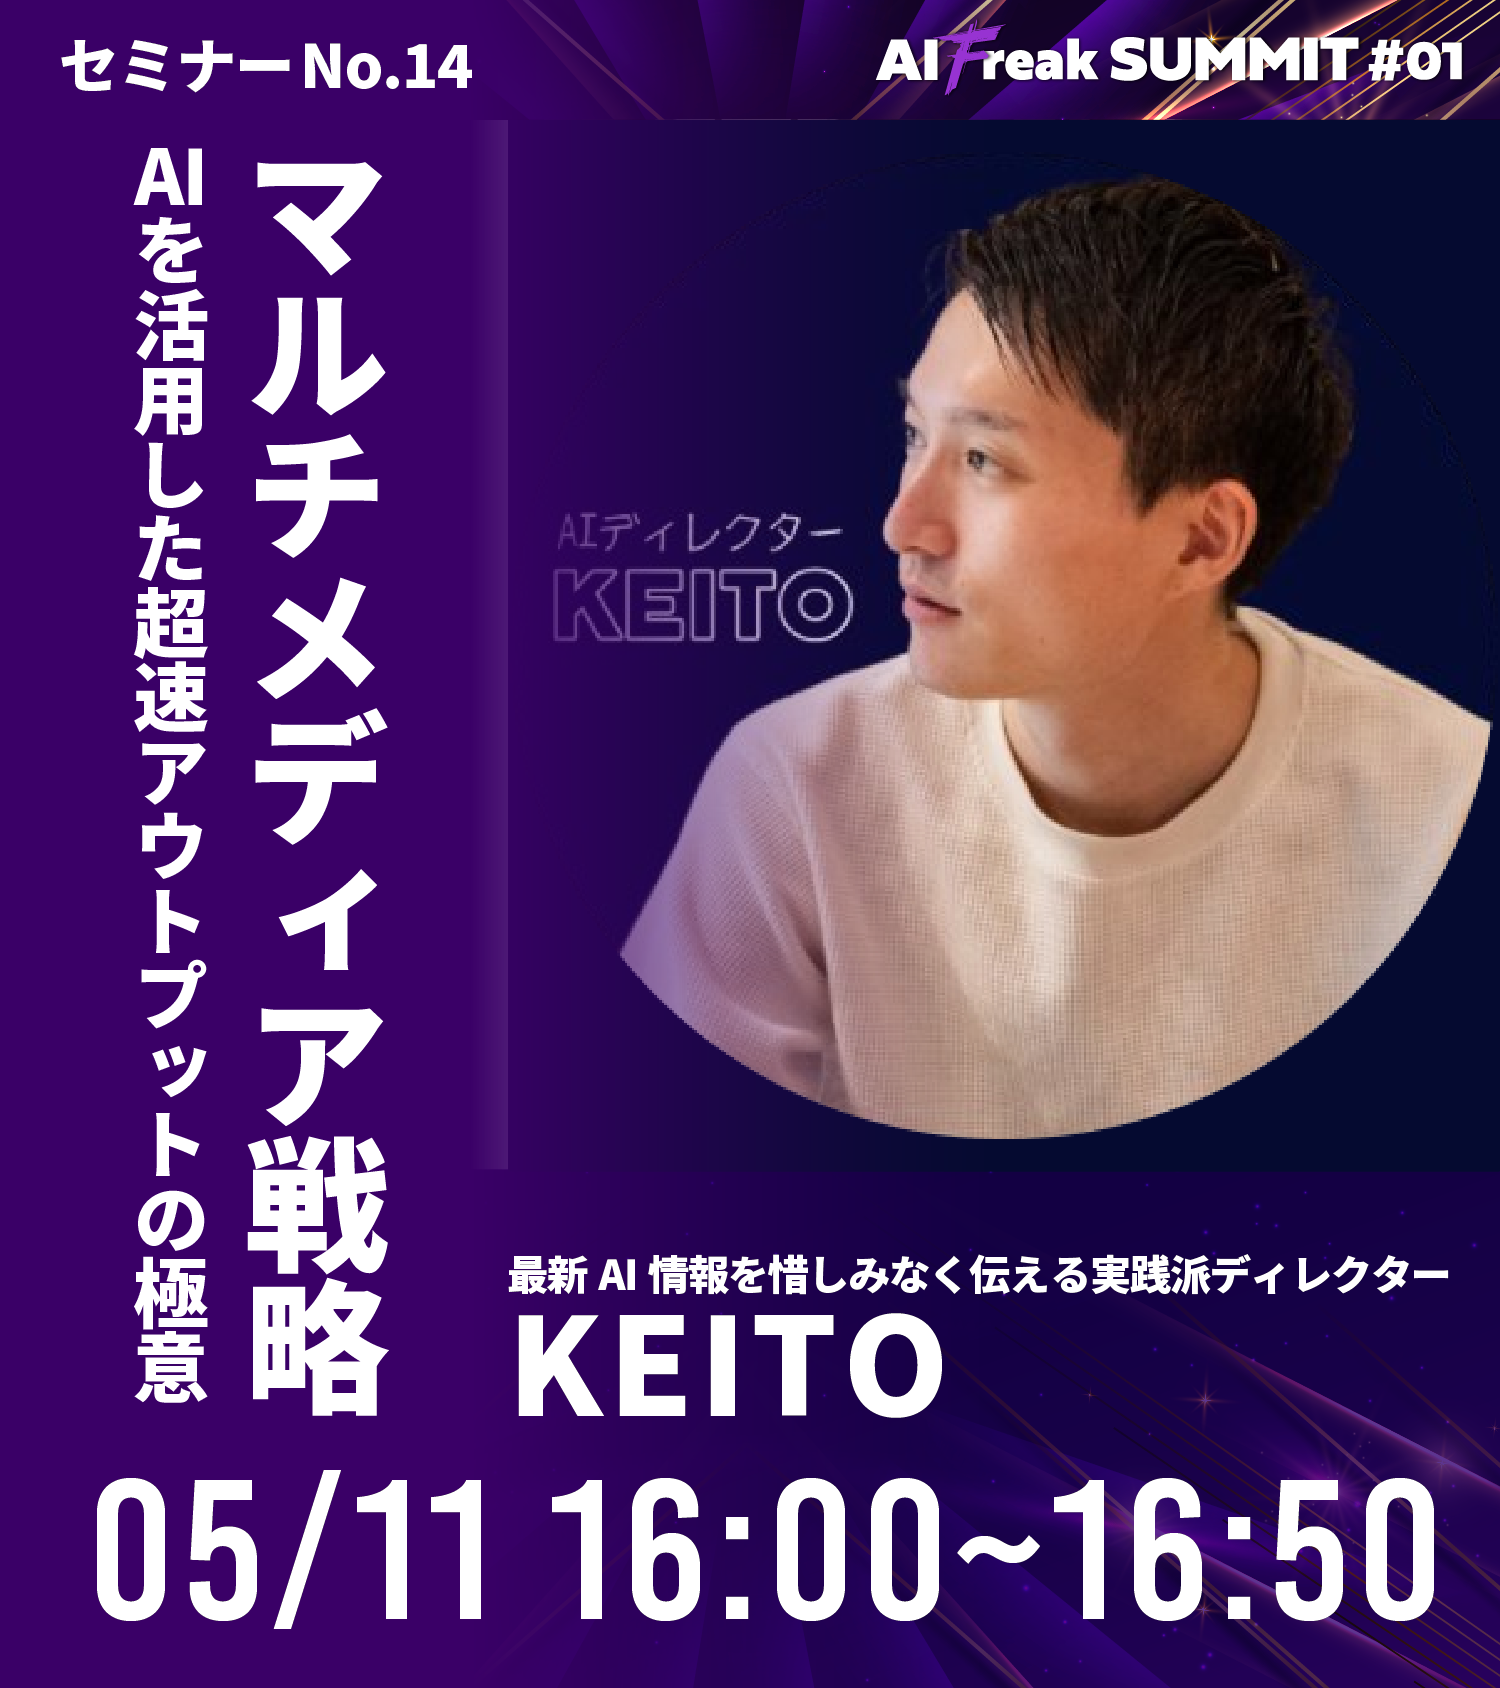 セミナーNo.14
AI Freak SUMMIT #01
マルチメディア戦略
AIを活用した超速アウトプットの極意
AIディレクター
KEITO
最新 AI 情報を惜しみなく伝える実践派ディレクター
KEITO
05/11 16:00~16:50